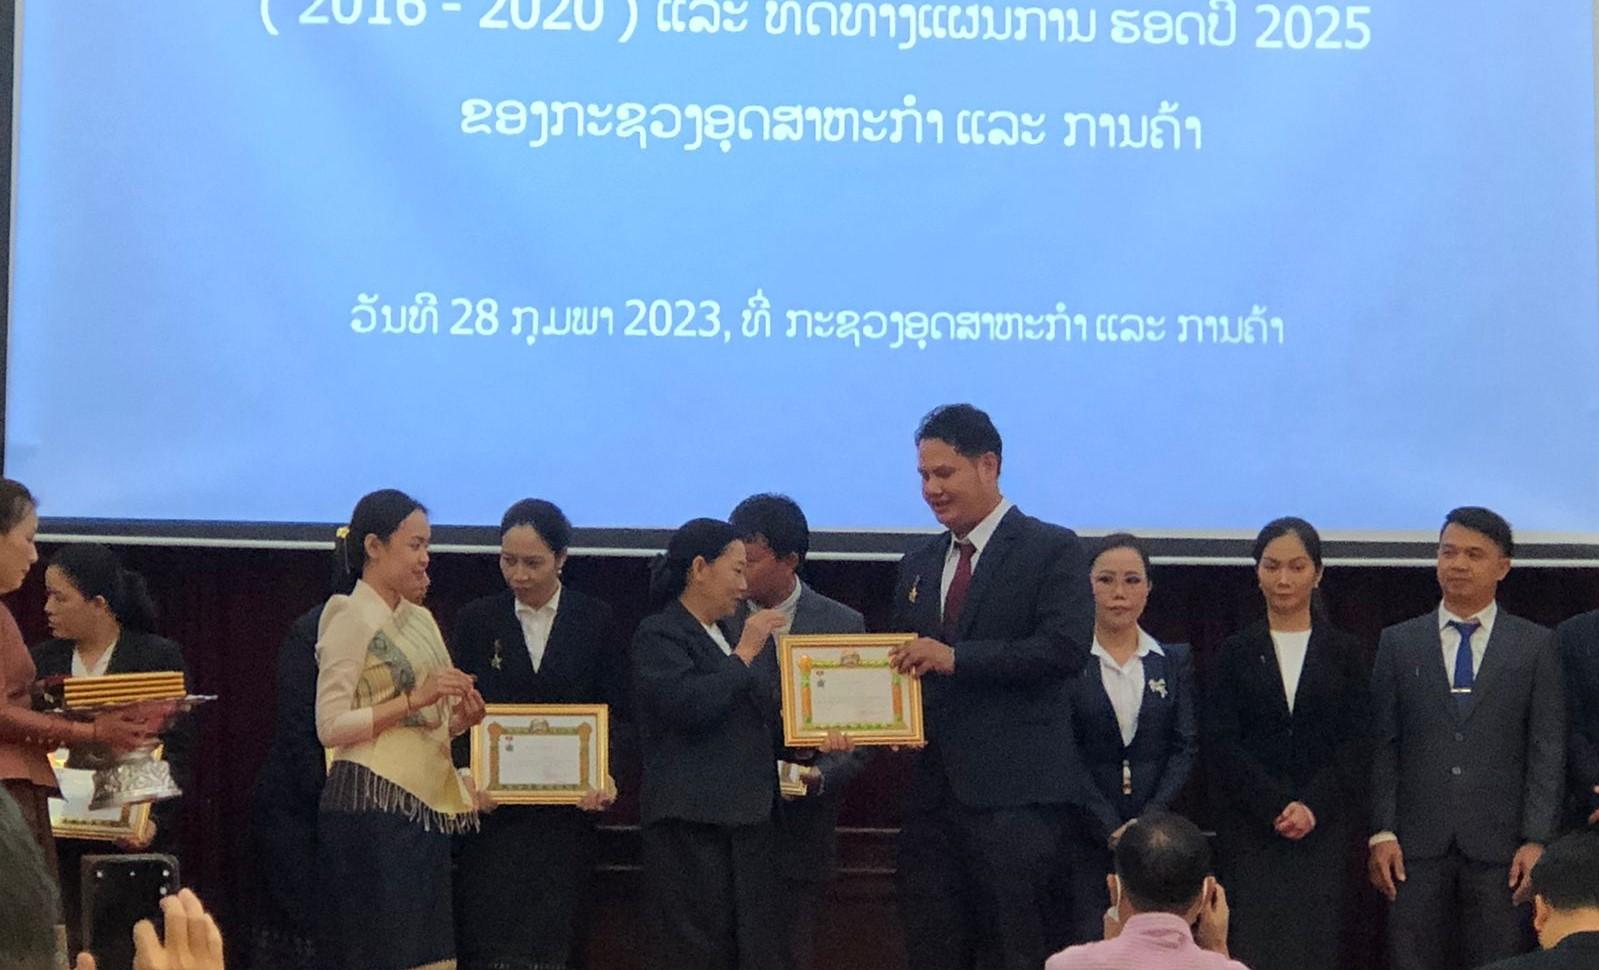 ( 2016 - 2020 ) ແລະ ທິດທາງແຜນການ ຮອດປີ 2025
ຂອງກະຊວງອຸດສາຫະກຳ ແລະ ການຄ້າ
ວັນທີ 28 ກຸມພາ 2023, ທີ່ ກະຊວງອຸດສາຫະກຳ ແລະ ການຄ້າ